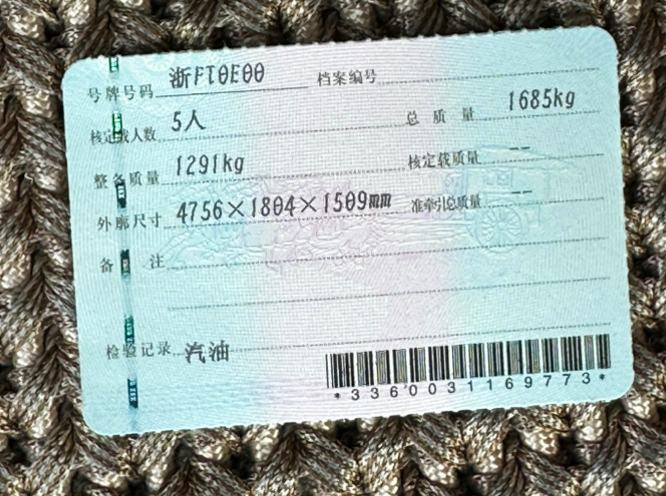 号牌号码 浙FT0E00 档案编号
核定载人数 5人 总质量 1685kg
整备质量 1291kg 核定载质量 --
外廓尺寸 4756×1804×1509mm 准牵引总质量 --
备注
检验记录 汽油
*3360031169773*